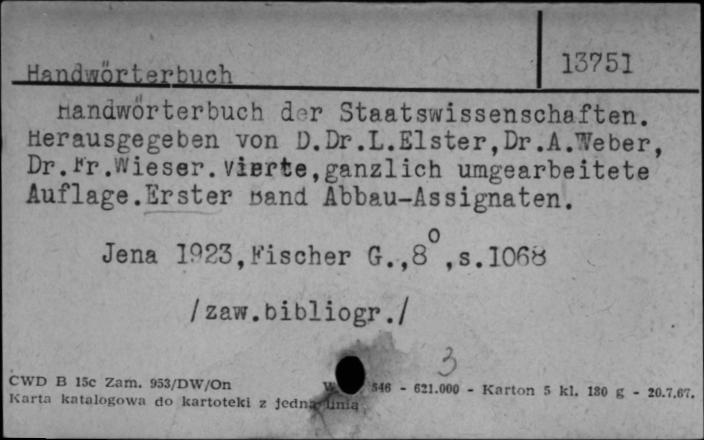 13751
Handwörterbuch
Handwörterbuch der Staatswissenschaften.
Herausgegeben von D.Dr.L.Elster,Dr.A.Weber,
Dr.Fr.Wieser.Vierte,ganzlich umgearbeitete
Auflage.Erster Band Abbau-Assignaten.
Jena 1923,Fischer G.,8°,s.1068
/zaw.bibliogr./
3
CWD B 15c Zam. 953/DW/On 546 - 621.000 - Karton 5 kl. 180 g - 20.7.67.
Karta katalogowa do kartoteki z jedną linią